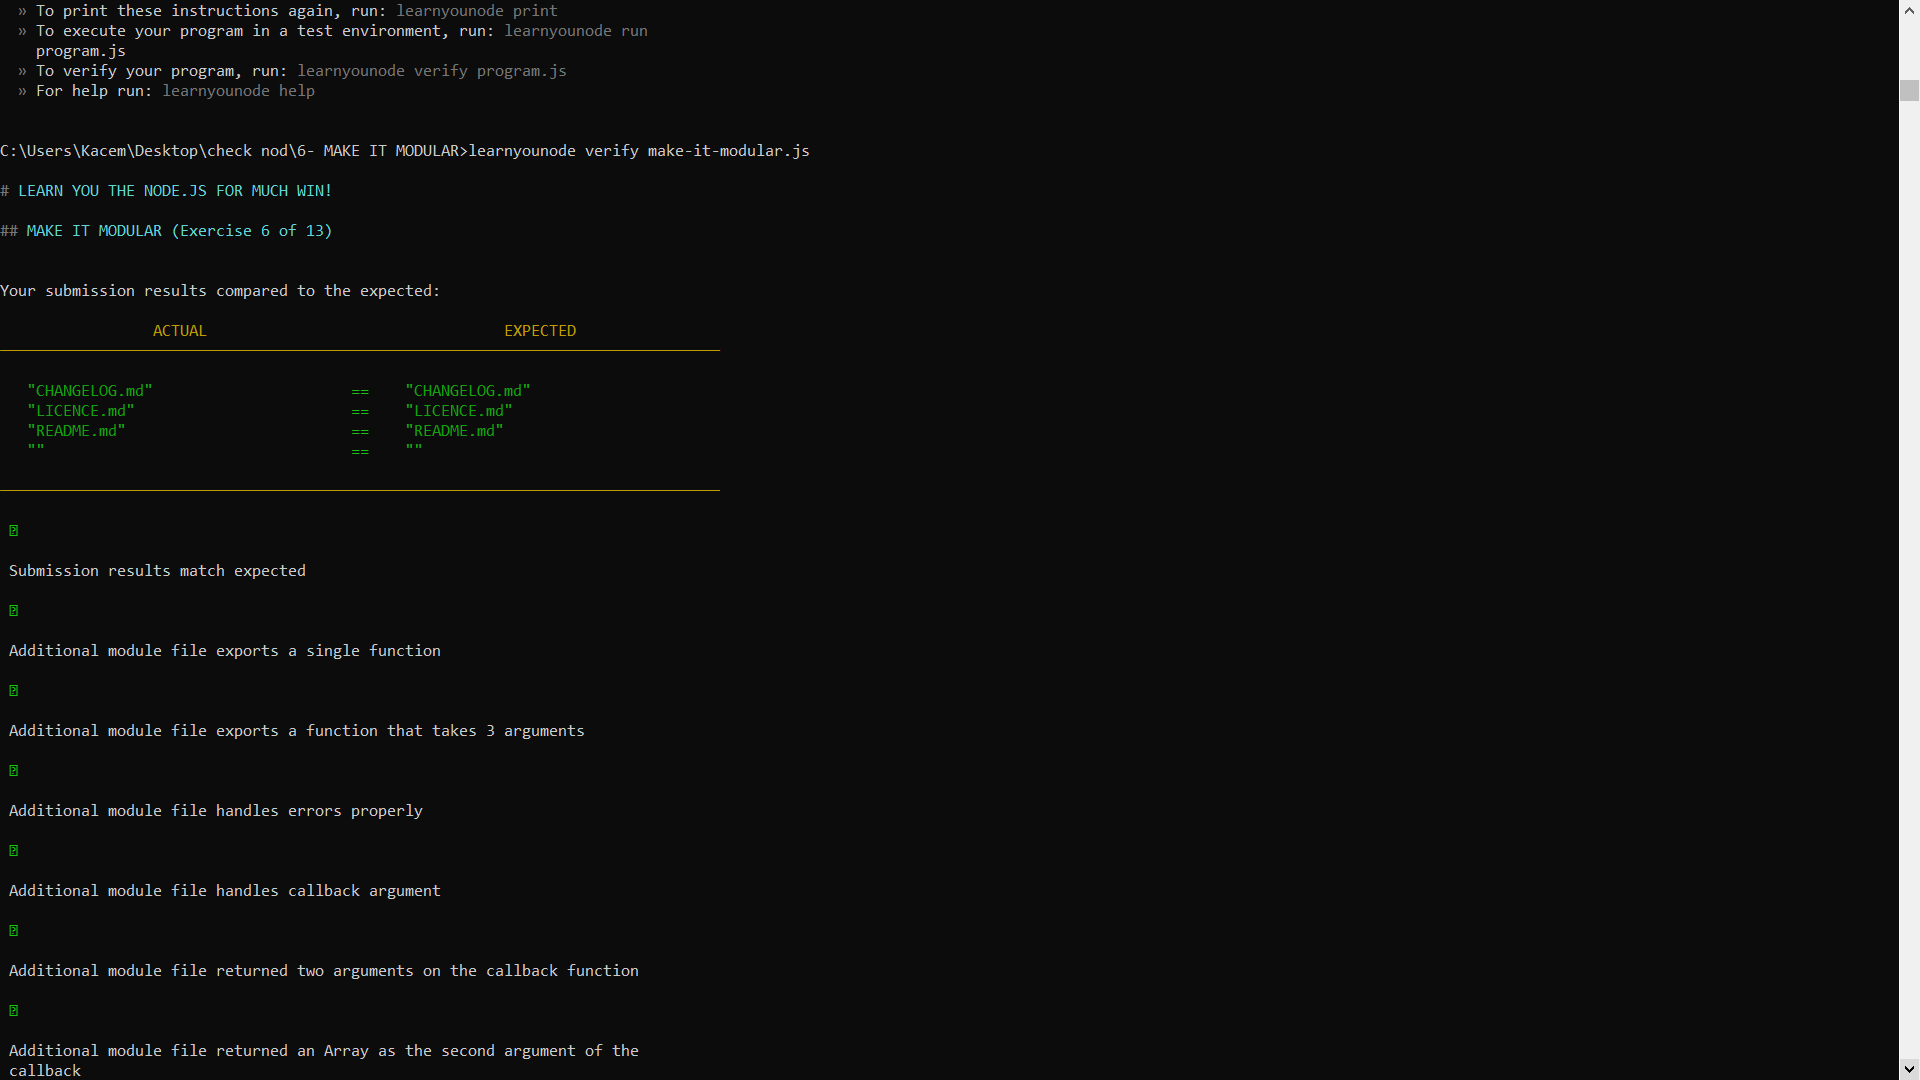 » To print these instructions again, run: learnyounode print
» To execute your program in a test environment, run: learnyounode run
program.js
» To verify your program, run: learnyounode verify program.js
» For help run: learnyounode help
C:\Users\Kacem\Desktop\check nod\6- MAKE IT MODULAR>learnyounode verify make-it-modular.js
# LEARN YOU THE NODE.JS FOR MUCH WIN!
## MAKE IT MODULAR (Exercise 6 of 13)
Your submission results compared to the expected:
ACTUAL EXPECTED
"CHANGELOG.md" == "CHANGELOG.md"
"LICENCE.md" == "LICENCE.md"
"README.md" == "README.md"
"" == ""
Submission results match expected
Additional module file exports a single function
Additional module file exports a function that takes 3 arguments
Additional module file handles errors properly
Additional module file handles callback argument
Additional module file returned two arguments on the callback function
Additional module file returned an Array as the second argument of the
callback